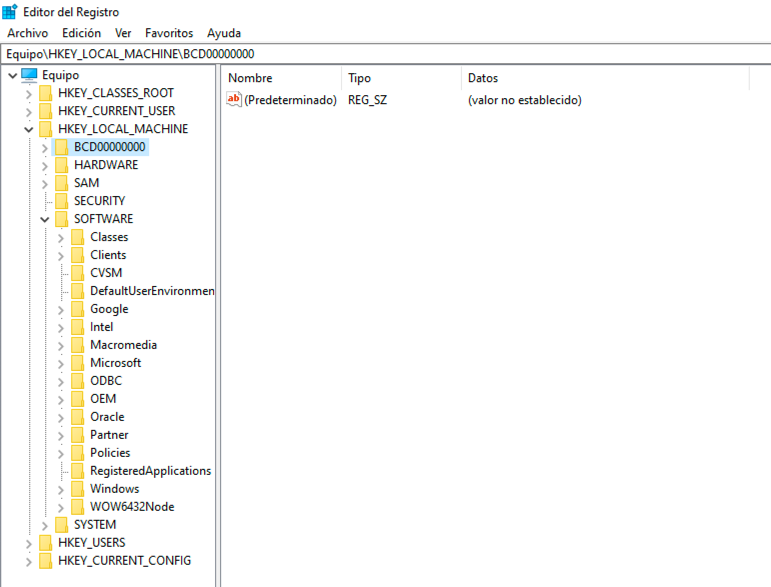 Editor del Registro
Archivo Edición Ver Favoritos Ayuda
Equipo\HKEY_LOCAL_MACHINE\BCD00000000
Equipo
HKEY_CLASSES_ROOT
HKEY_CURRENT_USER
HKEY_LOCAL_MACHINE
BCD00000000
HARDWARE
SAM
SECURITY
SOFTWARE
Classes
Clients
CVSM
DefaultUserEnvironmen
Google
Intel
Macromedia
Microsoft
ODBC
OEM
Oracle
Partner
Policies
RegisteredApplications
Windows
WOW6432Node
SYSTEM
HKEY_USERS
HKEY_CURRENT_CONFIG
Nombre Tipo Datos
ab (Predeterminado) REG_SZ (valor no establecido)